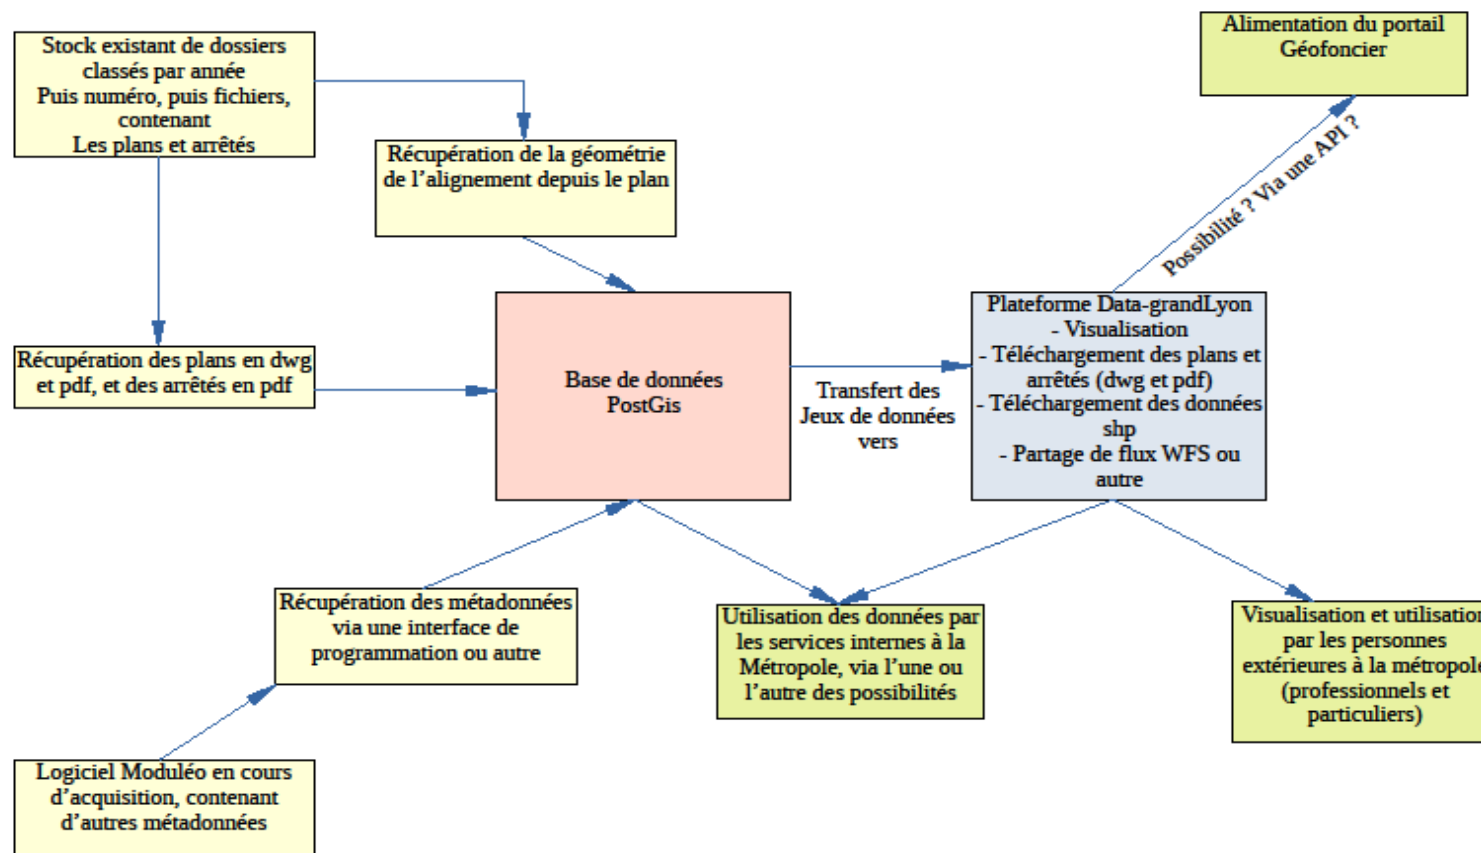 Stock existant de dossiers
classés par année
Puis numéro, puis fichiers,
contenant
Les plans et arrêtés
Alimentation du portail
Géofoncier
Récupération de la géométrie
de l’alignement depuis le plan
Possibilité ? Via une API ?
Récupération des plans en dwg
et pdf, et des arrêtés en pdf
Base de données
PostGis
Transfert des
Jeux de données
vers
Plateforme Data-grandLyon
- Visualisation
- Téléchargement des plans et
arrêtés (dwg et pdf)
- Téléchargement des données
shp
- Partage de flux WFS ou
autre
Récupération des métadonnées
via une interface de
programmation ou autre
Utilisation des données par
les services internes à la
Métropole, via l’une ou
l’autre des possibilités
Visualisation et utilisation
par les personnes
extérieures à la métropole
(professionnels et
particuliers)
Logiciel Moduléo en cours
d’acquisition, contenant
d’autres métadonnées